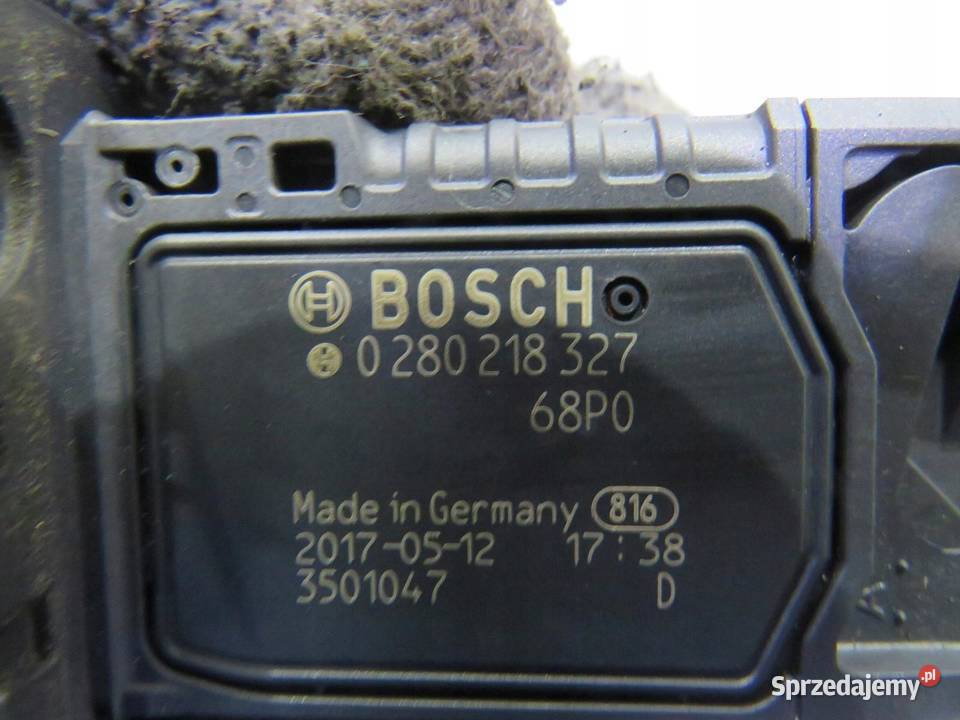 BOSCH
0 280 218 327
68P0
Made in Germany 816
2017-05-12 17:38
3501047 D
Sprzedajemy.pl